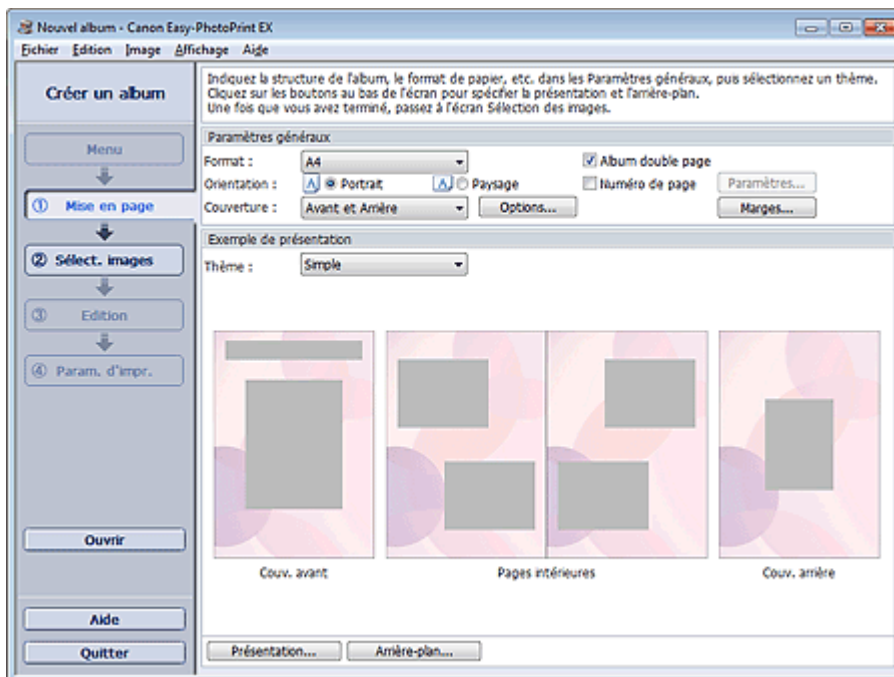 Nouvel album - Canon Easy-PhotoPrint EX
Fichier Edition Image Affichage Aide
Créer un album
Indiquez la structure de l'album, le format de papier, etc. dans les Paramètres généraux, puis sélectionnez un thème.
Cliquez sur les boutons au bas de l'écran pour spécifier la présentation et l'arrière-plan.
Une fois que vous avez terminé, passez à l'écran Sélection des images.
Menu
① Mise en page
② Sélect. images
③ Edition
④ Param. d'impr.
Ouvrir
Aide
Quitter
Paramètres généraux
Format : A4 Album double page
Orientation : A Portrait A Paysage Numéro de page Paramètres...
Couverture : Avant et Arrière Options... Marges...
Exemple de présentation
Thème : Simple
Couv. avant Pages intérieures Couv. arrière
Présentation... Arrière-plan...